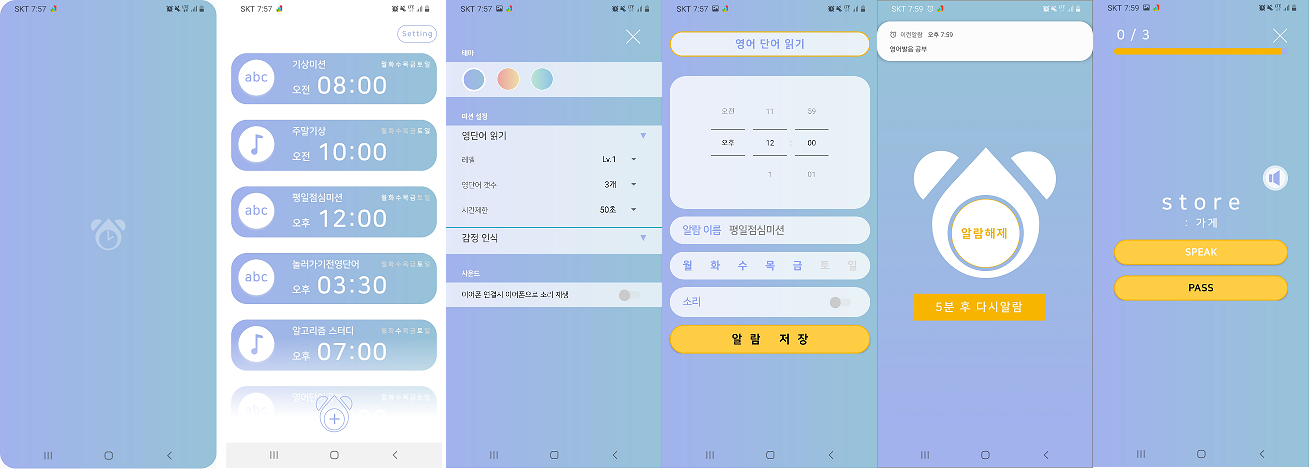 SKT 7:57
SKT 7:57
Setting
abc
기상미션
월화수목금토일
오전 08:00
주말기상
월화수목금토일
오전 10:00
abc
평일점심미션
월화수목금토일
오후 12:00
abc
놀러가기전영단어
월화수목금토일
오후 03:30
알고리즘 스터디
월화수목금토일
오후 07:00
abc
SKT 7:57
테마
미션 설정
영단어 읽기
레벨 Lv.1
영단어 갯수 3개
시간제한 50초
감정 인식
사운드
이어폰 연결시 이어폰으로 소리 재생
SKT 7:57
영어 단어 읽기
오전 11 59
오후 12 : 00
1 01
알람 이름 평일점심미션
월 화 수 목 금 토 일
소리
알 람 저 장
SKT 7:59
이전알람 오후 7:59
영어발음 공부
알람해제
5분 후 다시알람
SKT 7:59
0 / 3
store
: 가게
SPEAK
PASS